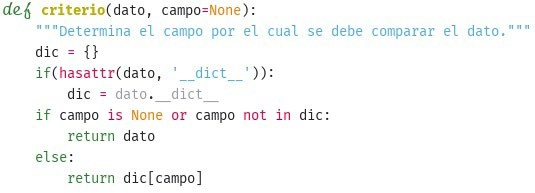 def criterio(dato, campo=None):
    """Determina el campo por el cual se debe comparar el dato."""
    dic = {}
    if(hasattr(dato, '__dict__')):
        dic = dato.__dict__
    if campo is None or campo not in dic:
        return dato
    else:
        return dic[campo]